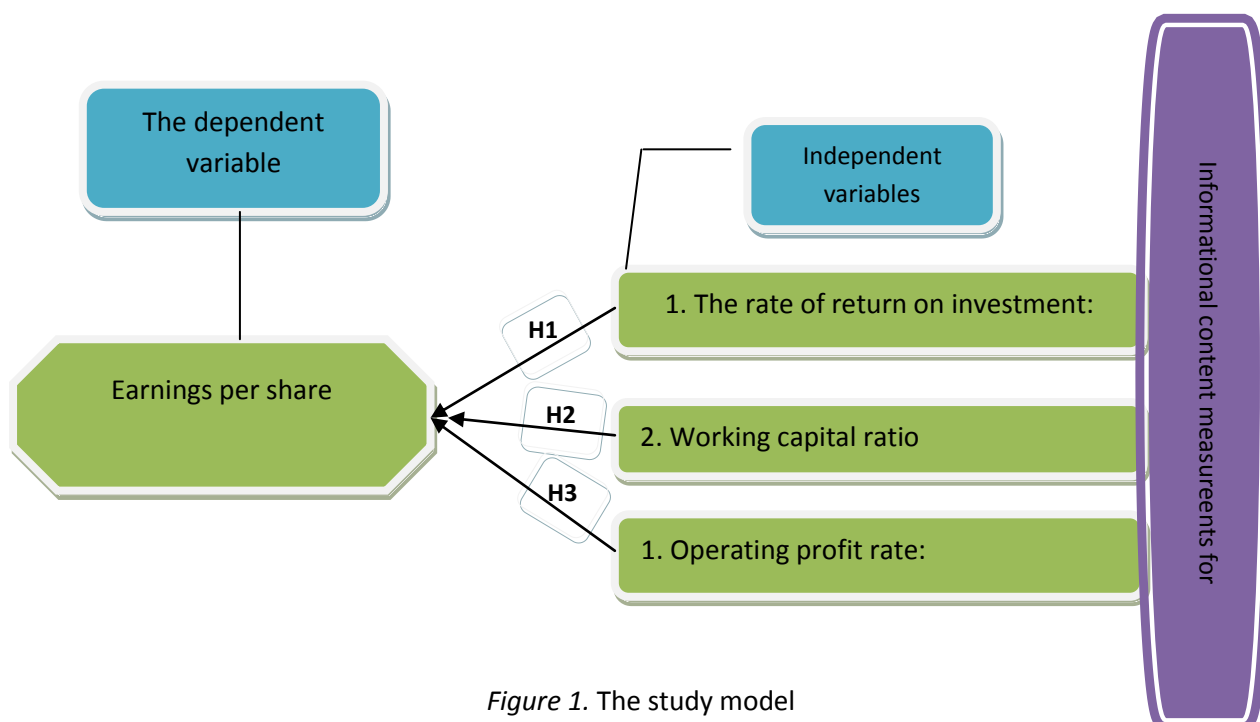 The dependent
variable
Independent
variables
1. The rate of return on investment:
H1
Earnings per share
H2
2. Working capital ratio
H3
1. Operating profit rate:
Informational content measureents for
Figure 1. The study model